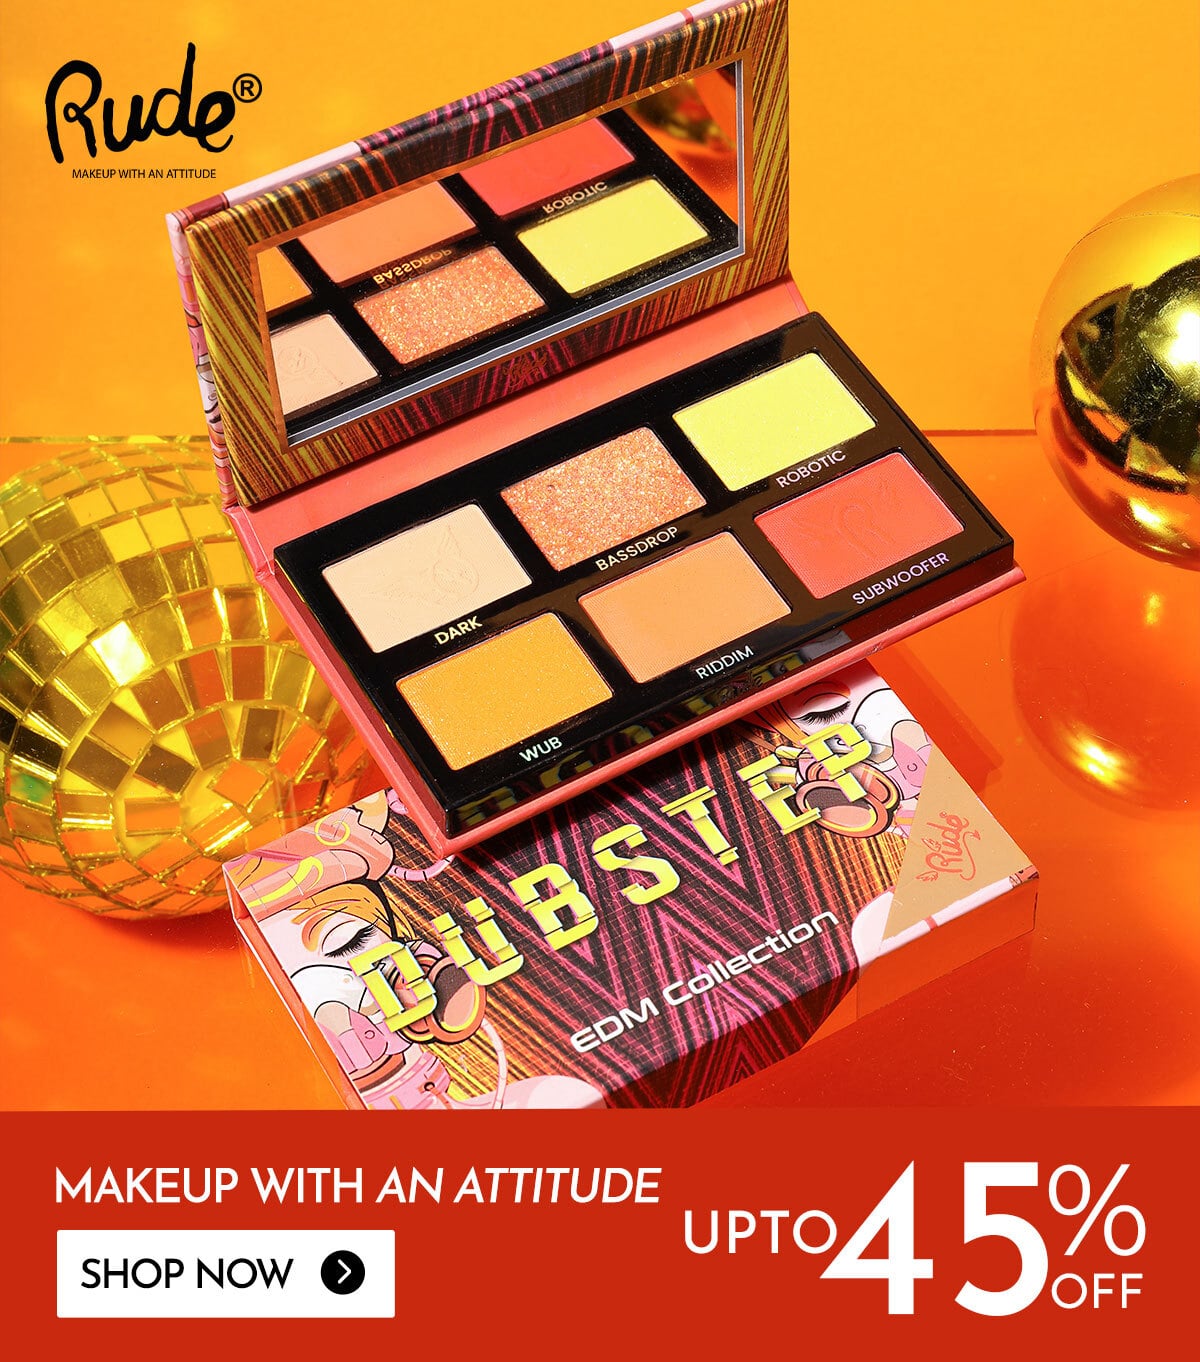 Rude®
MAKEUP WITH AN ATTITUDE
ROBOTIC
BASSDROP
ROBOTIC
BASSDROP
DARK
SUBWOOFER
RIDDIM
WUB
DUBSTEP
EDM Collection
Rude
MAKEUP WITH AN ATTITUDE
SHOP NOW
UPTO 45% OFF